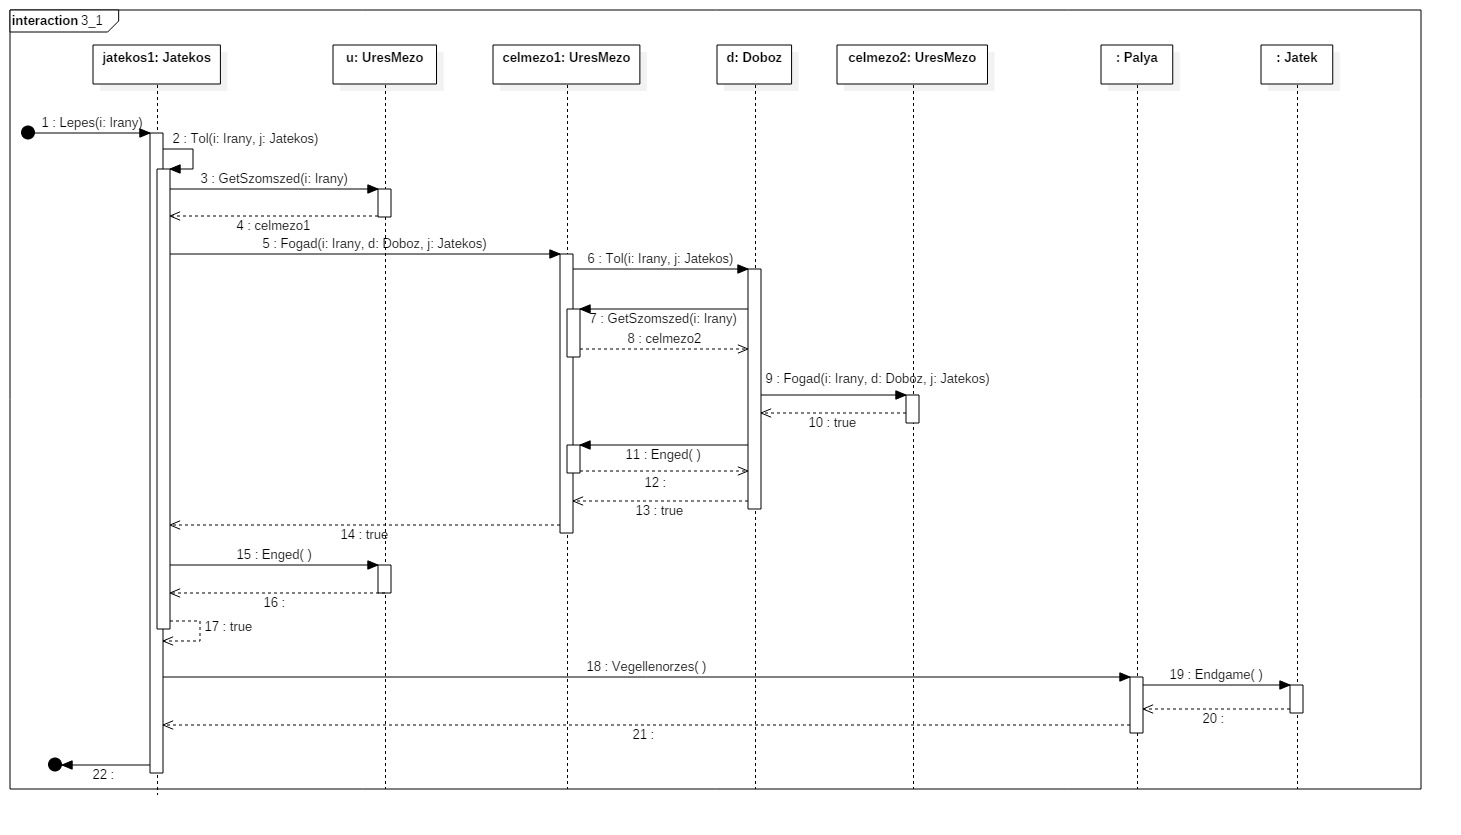 interaction 3_1
jatekos1: Jatekos
u: UresMezo
celmezo1: UresMezo
d: Doboz
celmezo2: UresMezo
: Palya
: Jatek
1 : Lepes(i: Irany)
2 : Tol(i: Irany, j: Jatekos)
3 : GetSzomszed(i: Irany)
4 : celmezo1
5 : Fogad(i: Irany, d: Doboz, j: Jatekos)
6 : Tol(i: Irany, j: Jatekos)
7 : GetSzomszed(i: Irany)
8 : celmezo2
9 : Fogad(i: Irany, d: Doboz, j: Jatekos)
10 : true
11 : Enged( )
12 :
13 : true
14 : true
15 : Enged( )
16 :
17 : true
18 : Vegellenorzes( )
19 : Endgame( )
20 :
21 :
22 :